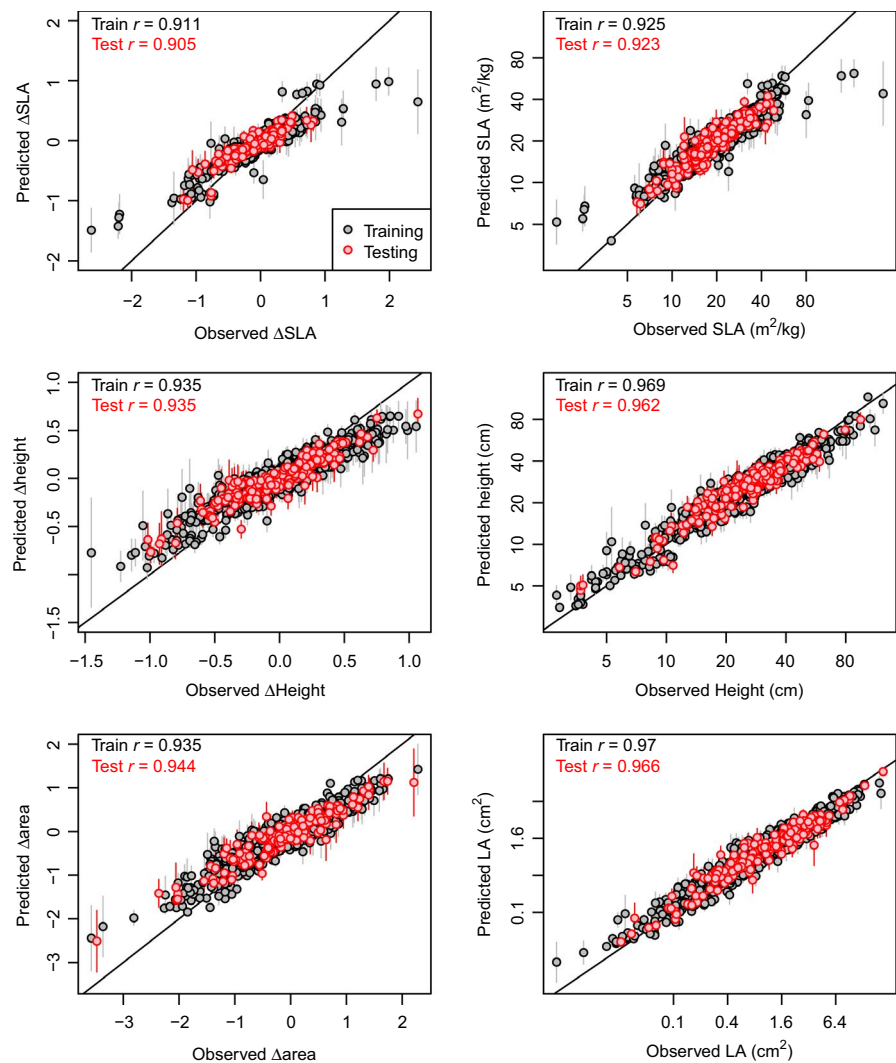 Train r = 0.911
Test r = 0.905
Predicted ΔSLA
2
1
0
−1
−2
−2 −1 0 1 2
Observed ΔSLA
Training
Testing
Train r = 0.925
Test r = 0.923
Predicted SLA (m²/kg)
80
40
20
10
5
5 10 20 40 80
Observed SLA (m²/kg)
Train r = 0.935
Test r = 0.935
Predicted Δheight
1.0
0.5
0.0
−0.5
−1.5
−1.5 −1.0 −0.5 0.0 0.5 1.0
Observed ΔHeight
Train r = 0.969
Test r = 0.962
Predicted height (cm)
80
40
20
10
5
5 10 20 40 80
Observed Height (cm)
Train r = 0.935
Test r = 0.944
Predicted Δarea
2
1
0
−1
−2
−3
−3 −2 −1 0 1 2
Observed Δarea
Train r = 0.97
Test r = 0.966
Predicted LA (cm²)
1.6
0.1
0.1 0.4 1.6 6.4
Observed LA (cm²)